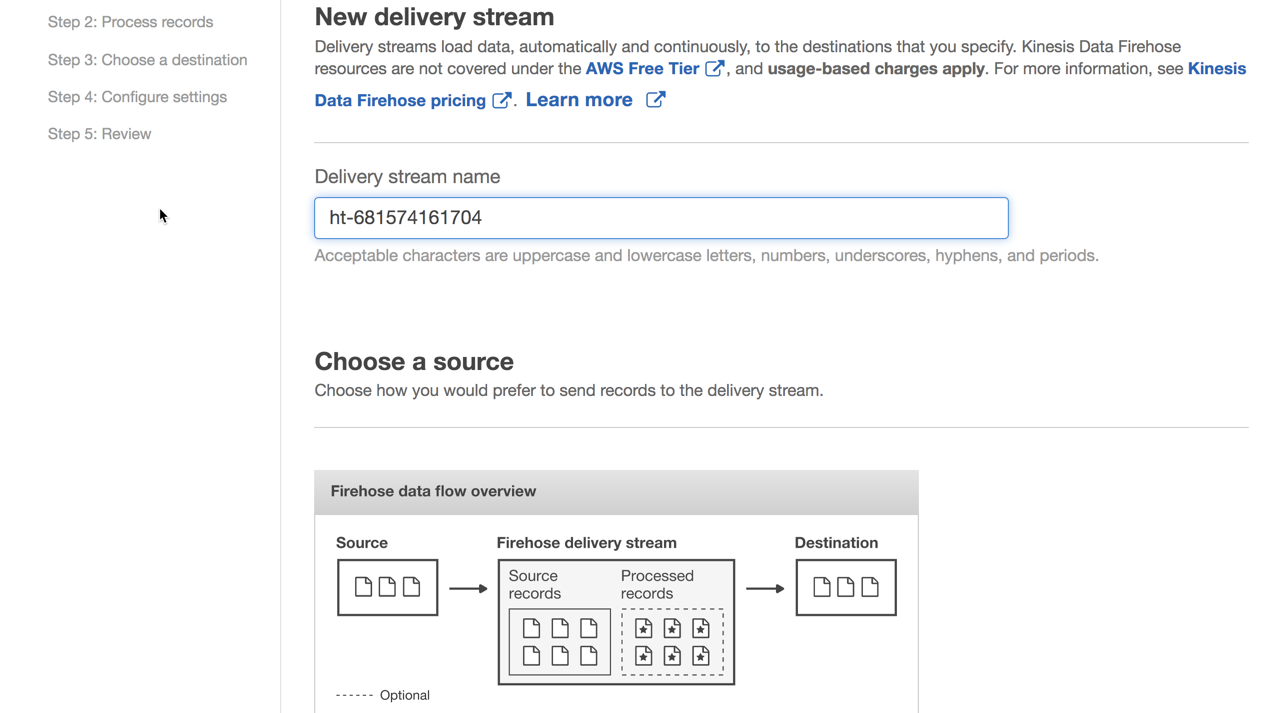 Step 2: Process records
Step 3: Choose a destination
Step 4: Configure settings
Step 5: Review
New delivery stream
Delivery streams load data, automatically and continuously, to the destinations that you specify. Kinesis Data Firehose
resources are not covered under the AWS Free Tier , and usage-based charges apply. For more information, see Kinesis
Data Firehose pricing . Learn more
Delivery stream name
ht-681574161704
Acceptable characters are uppercase and lowercase letters, numbers, underscores, hyphens, and periods.
Choose a source
Choose how you would prefer to send records to the delivery stream.
Firehose data flow overview
Source
Firehose delivery stream
Destination
Source
records
Processed
records
Optional